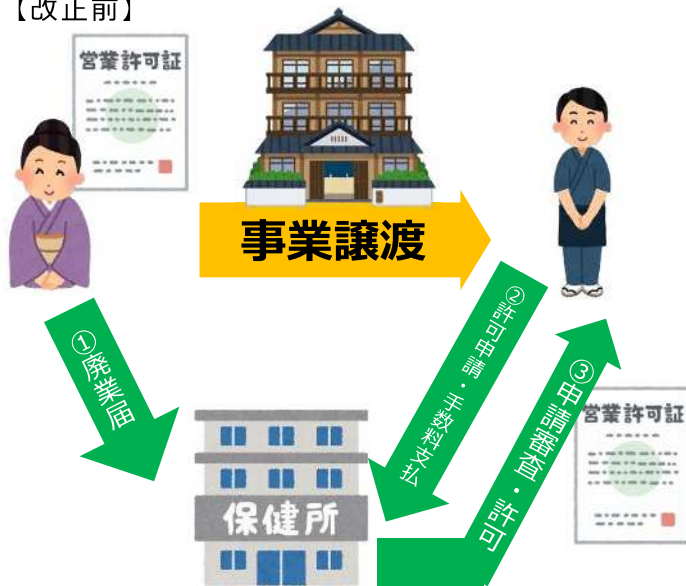 【改正前】
営業許可証
事業譲渡
①廃業届
②許可申請・手数料支払
③申請審査・許可
営業許可証
保健所